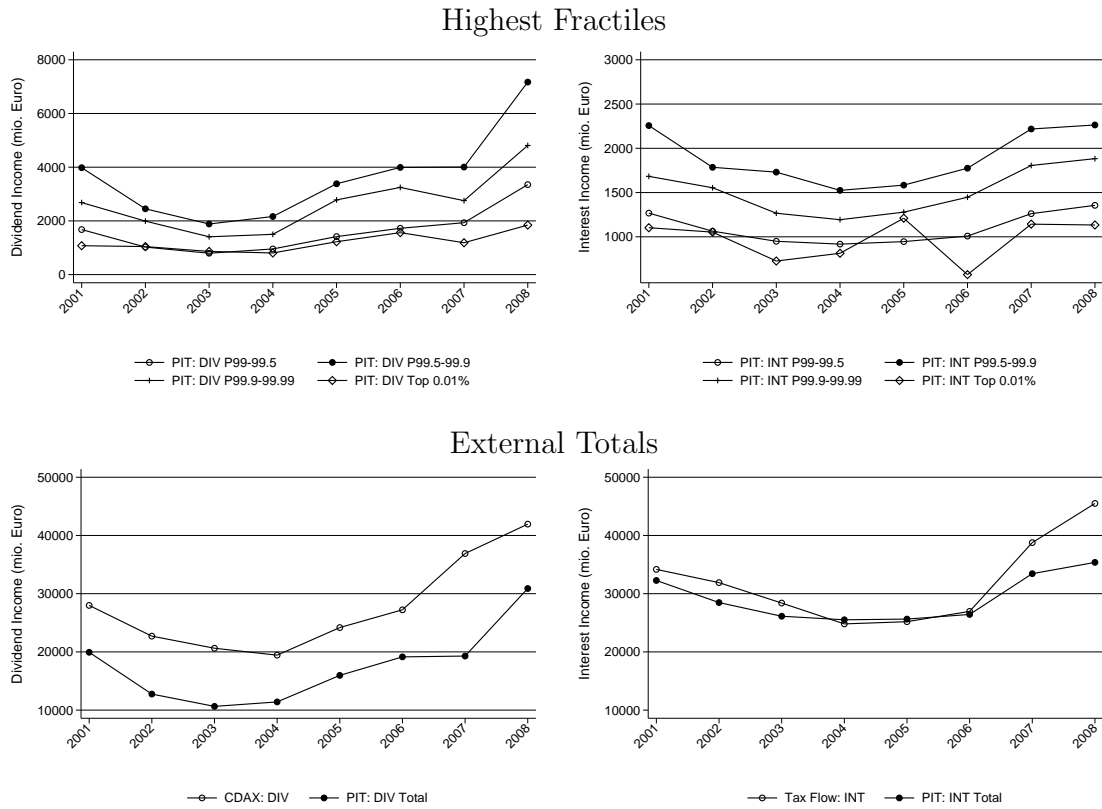 Highest Fractiles
Dividend Income (mio. Euro)
8000
6000
4000
2000
0
2001 2002 2003 2004 2005 2006 2007 2008
PIT: DIV P99-99.5 PIT: DIV P99.5-99.9
PIT: DIV P99.9-99.99 PIT: DIV Top 0.01%
Interest Income (mio. Euro)
3000
2500
2000
1500
1000
2001 2002 2003 2004 2005 2006 2007 2008
PIT: INT P99-99.5 PIT: INT P99.5-99.9
PIT: INT P99.9-99.99 PIT: INT Top 0.01%
External Totals
Dividend Income (mio. Euro)
50000
40000
30000
20000
10000
2001 2002 2003 2004 2005 2006 2007 2008
CDAX: DIV PIT: DIV Total
Interest Income (mio. Euro)
50000
40000
30000
20000
10000
2001 2002 2003 2004 2005 2006 2007 2008
Tax Flow: INT PIT: INT Total